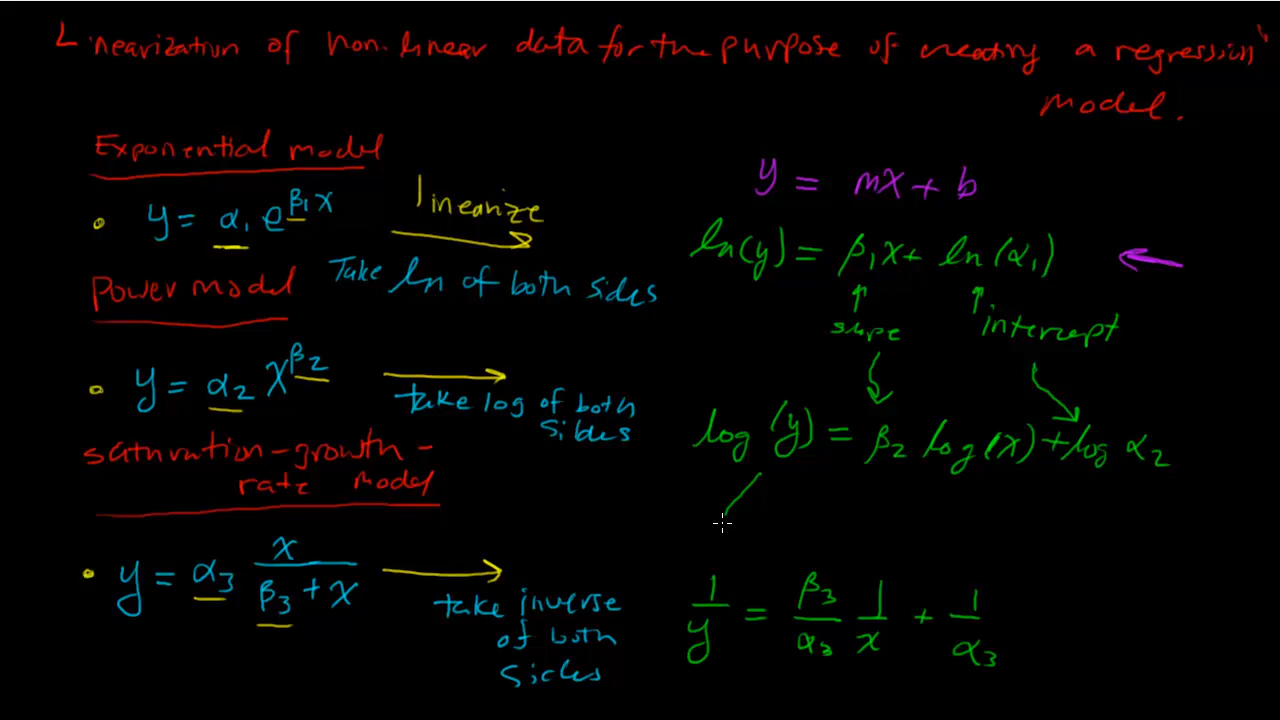 Linearization of non-linear data for the purpose of creating a regression
model.
Exponential model
y = α₁ e^{β₁x}
linearize
Take ln of both sides
y = mx + b
ln(y) = β₁x + ln(α₁)
slope
intercept
Power model
y = α₂ x^{β₂}
take log of both
sides
log(y) = β₂ log(x) + log α₂
saturation-growth-
rate model
y = α₃ x/(β₃ + x)
take inverse
of both
sides
1/y = β₃/α₃ 1/x + 1/α₃